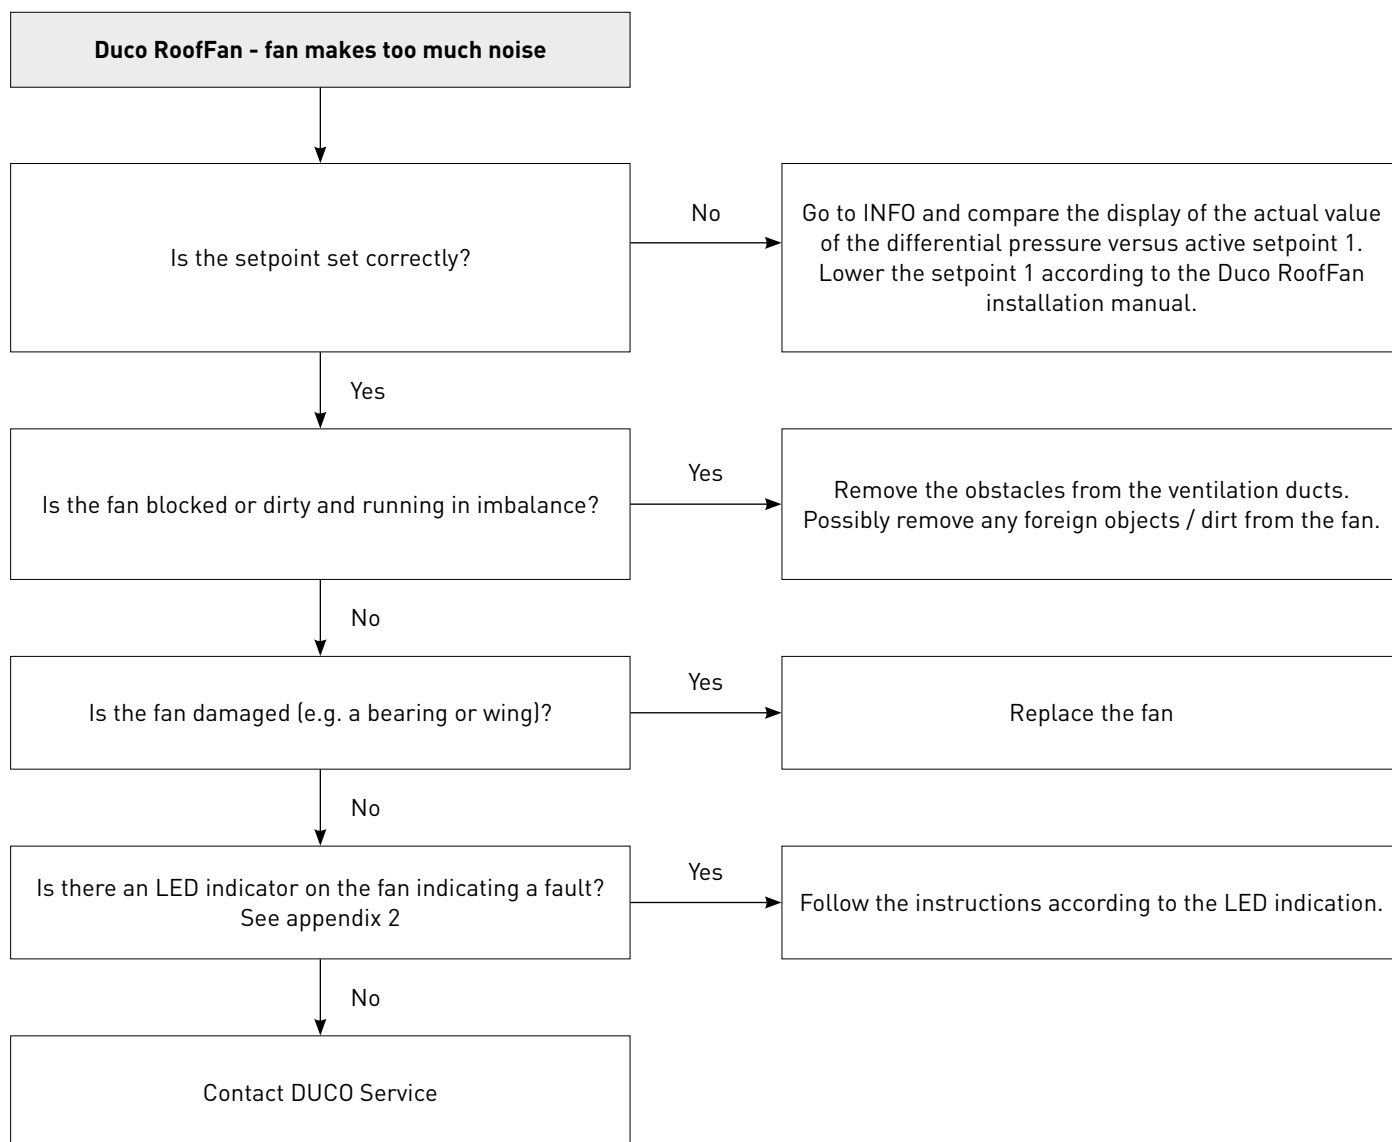 Duco RoofFan - fan makes too much noise
Is the setpoint set correctly?
No
Go to INFO and compare the display of the actual value
of the differential pressure versus active setpoint 1.
Lower the setpoint 1 according to the Duco RoofFan
installation manual.
Yes
Is the fan blocked or dirty and running in imbalance?
Yes
Remove the obstacles from the ventilation ducts.
Possibly remove any foreign objects / dirt from the fan.
No
Is the fan damaged (e.g. a bearing or wing)?
Yes
Replace the fan
No
Is there an LED indicator on the fan indicating a fault?
See appendix 2
Yes
Follow the instructions according to the LED indication.
No
Contact DUCO Service